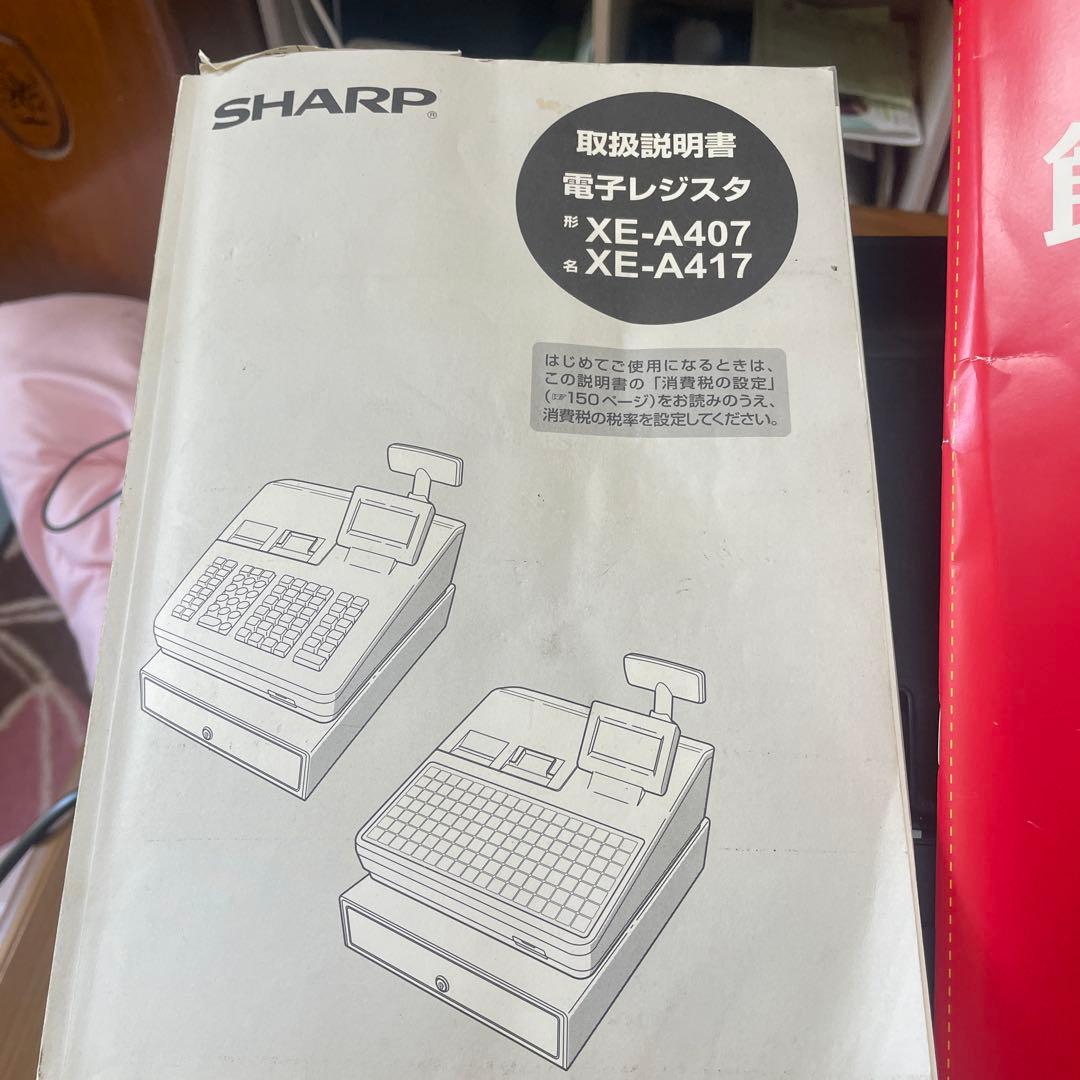 SHARP®
取扱説明書
電子レジスタ
形 XE-A407
名 XE-A417
はじめてご使用になるときは、
この説明書の「消費税の設定」
(☞150ページ)をお読みのうえ、
消費税の税率を設定してください。